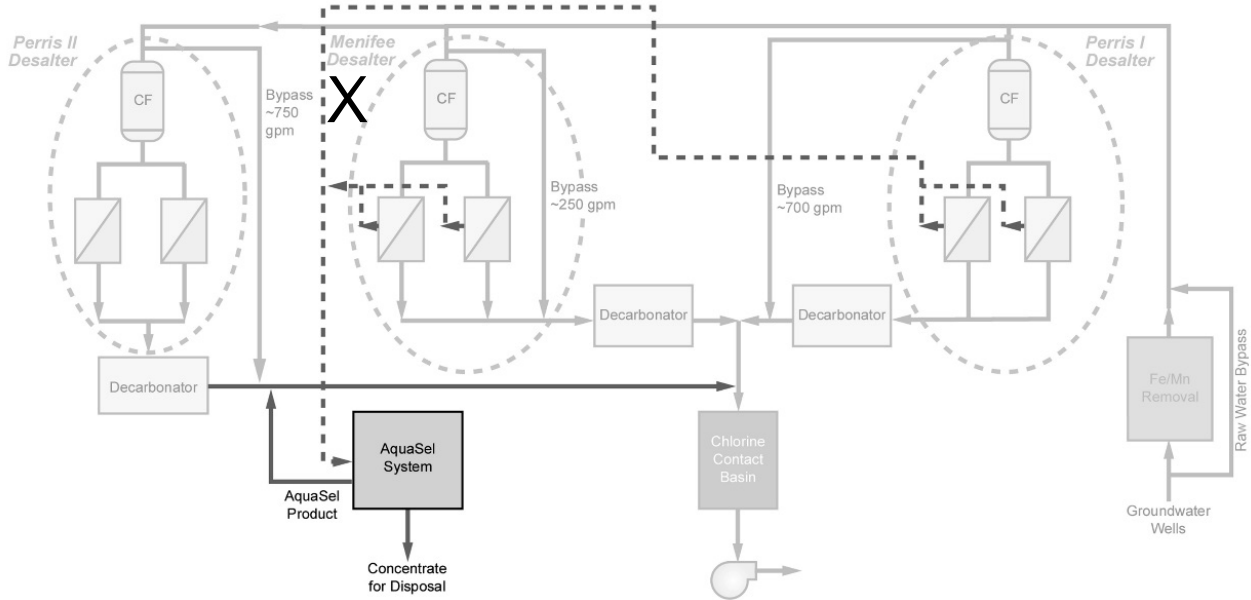 Perris II
Desalter
CF
Bypass
~750
gpm
Decarbonator
Menifee
Desalter
X
CF
Bypass
~250 gpm
Decarbonator
Perris I
Desalter
CF
Bypass
~700 gpm
Decarbonator
Fe/Mn
Removal
Raw Water Bypass
Groundwater
Wells
AquaSel
System
AquaSel
Product
Concentrate
for Disposal
Chlorine
Contact
Basin